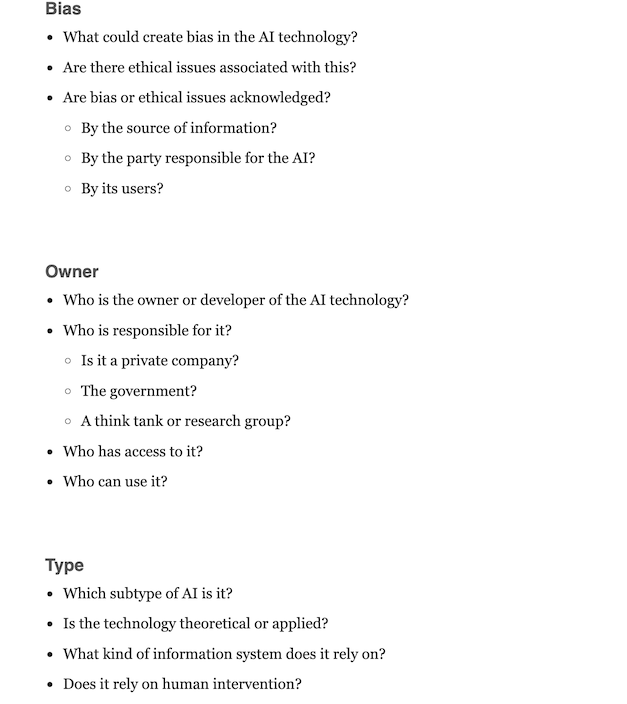 Bias
• What could create bias in the AI technology?
• Are there ethical issues associated with this?
• Are bias or ethical issues acknowledged?
○ By the source of information?
○ By the party responsible for the AI?
○ By its users?
Owner
• Who is the owner or developer of the AI technology?
• Who is responsible for it?
○ Is it a private company?
○ The government?
○ A think tank or research group?
• Who has access to it?
• Who can use it?
Type
• Which subtype of AI is it?
• Is the technology theoretical or applied?
• What kind of information system does it rely on?
• Does it rely on human intervention?